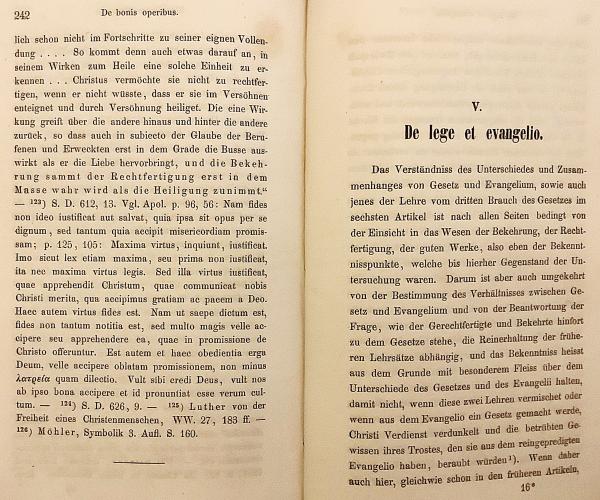 242
De bonis operibus.
lich schon nicht im Fortschritte zu seiner eignen Vollen-
dung . . . . So kommt denn auch etwas darauf an, in
seinem Wirken zum Heile eine solche Einheit zu er-
kennen . . . Christus vermöchte sie nicht zu rechtfer-
tigen, wenn er nicht wüsste, dass er sie im Versöhnen
enteignet und durch Versöhnung heiliget. Die eine Wir-
kung greift über die andere hinaus und hinter die andere
zurück, so dass auch in subiecto der Glaube der Beru-
fenen und Erweckten erst in dem Grade die Busse aus-
wirkt als er die Liebe hervorbringt, und die Bekeh-
rung sammt der Rechtfertigung erst in dem
Masse wahr wird als die Heiligung zunimmt.“
— ¹²³) S. D. 612, 13. Vgl. Apol. p. 96, 56: Nam fides
non ideo iustificat aut salvat, quia ipsa sit opus per se
dignum, sed tantum quia accipit misericordiam promis-
sam; p. 125, 105: Maxima virtus, inquiunt, iustificat.
Imo sicut lex etiam maxima, seu prima non iustificat,
ita nec maxima virtus legis. Sed illa virtus iustificat,
quae apprehendit Christum, quae communicat nobis
Christi merita, qua accipimus gratiam ac pacem a Deo.
Haec autem virtus fides est. Nam ut saepe dictum est,
fides non tantum notitia est, sed multo magis velle ac-
cipere seu apprehendere ea, quae in promissione de
Christo offeruntur. Est autem et haec obedientia erga
Deum, velle accipere oblatam promissionem, non minus
λατρεία quam dilectio. Vult sibi credi Deus, vult nos
ab ipso bona accipere et id pronuntiat esse verum cul-
tum. — ¹²⁴) S. D. 626, 9. — ¹²⁵) Luther von der
Freiheit eines Christenmenschen, WW. 27, 183 ff. —
¹²⁶) Möhler, Symbolik 3. Aufl. S. 160.
V.
De lege et evangelio.
Das Verständniss des Unterschiedes und Zusam-
menhanges von Gesetz und Evangelium, sowie auch
jenes der Lehre vom dritten Brauch des Gesetzes im
sechsten Artikel ist nach allen Seiten bedingt von
der Einsicht in das Wesen der Bekehrung, der Recht-
fertigung, der guten Werke, also eben der Bekennt-
nisspunkte, welche bis hierher Gegenstand der Un-
tersuchung waren. Darum ist aber auch umgekehrt
von der Bestimmung des Verhältnisses zwischen Ge-
setz und Evangelium und von der Beantwortung der
Frage, wie der Gerechtfertigte und Bekehrte hinfort
zu dem Gesetze stehe, die Reinerhaltung der frühe-
ren Lehrsätze abhängig, und das Bekenntniss heisst
aus dem Grunde mit besonderem Fleiss über dem
Unterschiede des Gesetzes und des Evangelii halten,
damit nicht, wenn diese zwei Lehren vermischet oder
wenn aus dem Evangelio ein Gesetz gemacht werde,
Christi Verdienst verdunkelt und die betrübten Ge-
wissen ihres Trostes, den sie aus dem reingepredigten
Evangelio haben, beraubt würden¹). Wenn daher
auch hier, gleichwie schon in den früheren Artikeln,
16*